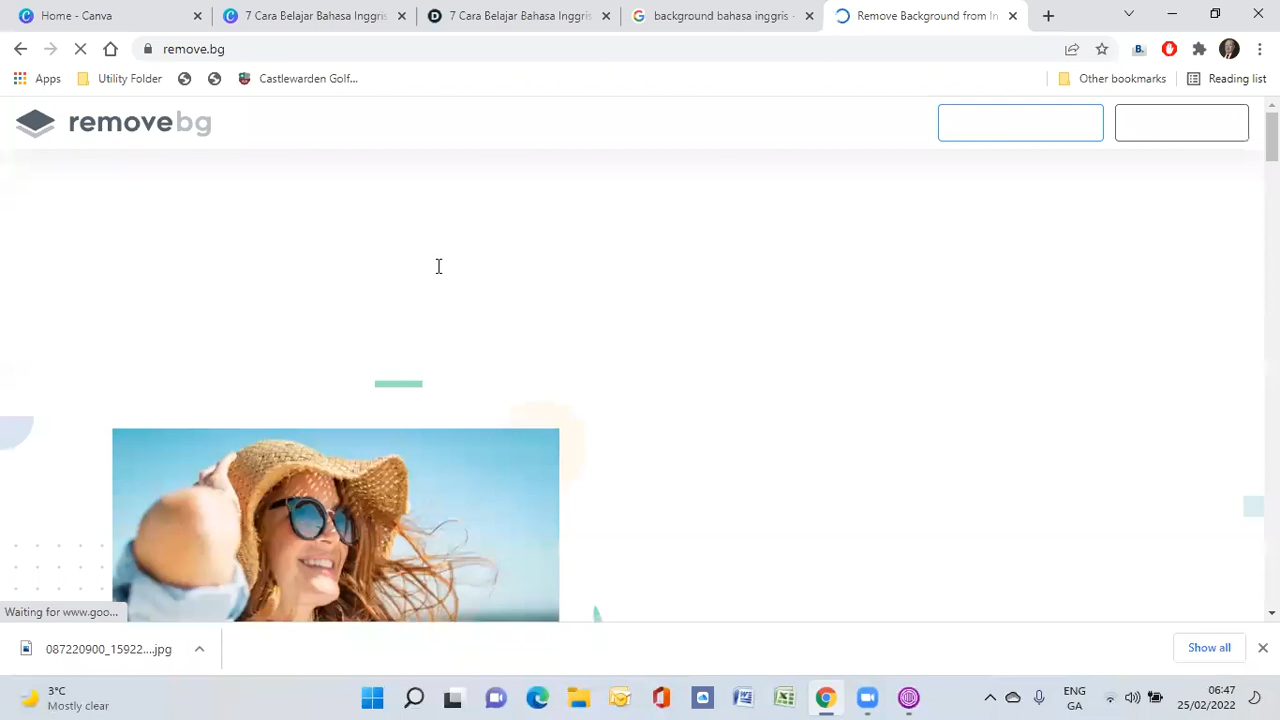 Home - Canva
7 Cara Belajar Bahasa Inggris
7 Cara Belajar Bahasa Inggris
background bahasa inggris -
Remove Background from In
remove.bg
Apps
Utility Folder
Castlewarden Golf...
Other bookmarks
Reading list
removebg
Waiting for www.goo...
087220900_15922....jpg
Show all
3°C
Mostly clear
ENG
GA
06:47
25/02/2022